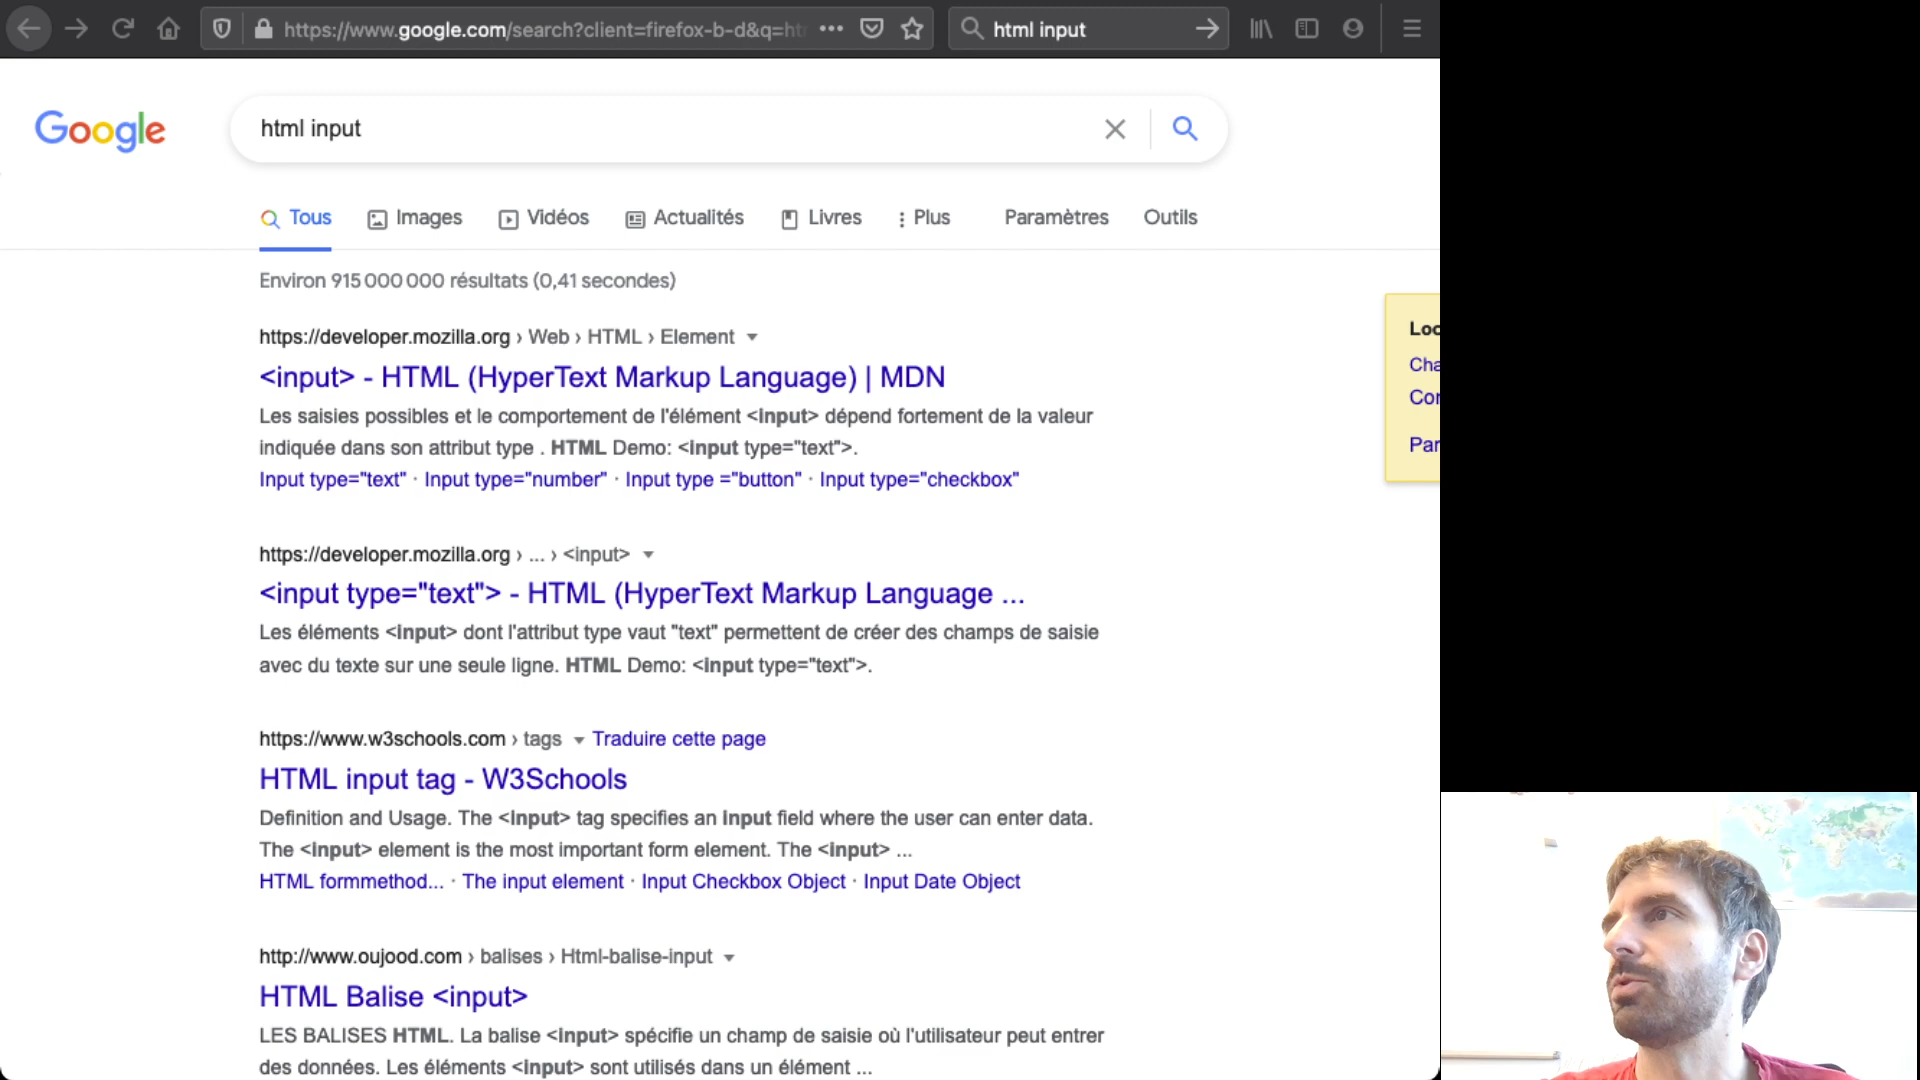 https://www.google.com/search?client=firefox-b-d&q=ht
html input
Google
html input
Tous
Images
Vidéos
Actualités
Livres
Plus
Paramètres
Outils
Environ 915 000 000 résultats (0,41 secondes)
https://developer.mozilla.org › Web › HTML › Element
<input> - HTML (HyperText Markup Language) | MDN
Les saisies possibles et le comportement de l'élément <input> dépend fortement de la valeur
indiquée dans son attribut type . HTML Demo: <input type="text">.
Input type="text" · Input type="number" · Input type ="button" · Input type="checkbox"
https://developer.mozilla.org › ... › <input>
<input type="text"> - HTML (HyperText Markup Language ...
Les éléments <input> dont l'attribut type vaut "text" permettent de créer des champs de saisie
avec du texte sur une seule ligne. HTML Demo: <input type="text">.
https://www.w3schools.com › tags
Traduire cette page
HTML input tag - W3Schools
Definition and Usage. The <input> tag specifies an input field where the user can enter data.
The <input> element is the most important form element. The <input> ...
HTML formmethod... · The input element · Input Checkbox Object · Input Date Object
http://www.oujood.com › balises › Html-balise-input
HTML Balise <input>
LES BALISES HTML. La balise <input> spécifie un champ de saisie où l'utilisateur peut entrer
des données. Les éléments <input> sont utilisés dans un élément ...
Loc
Cha
Cor
Par